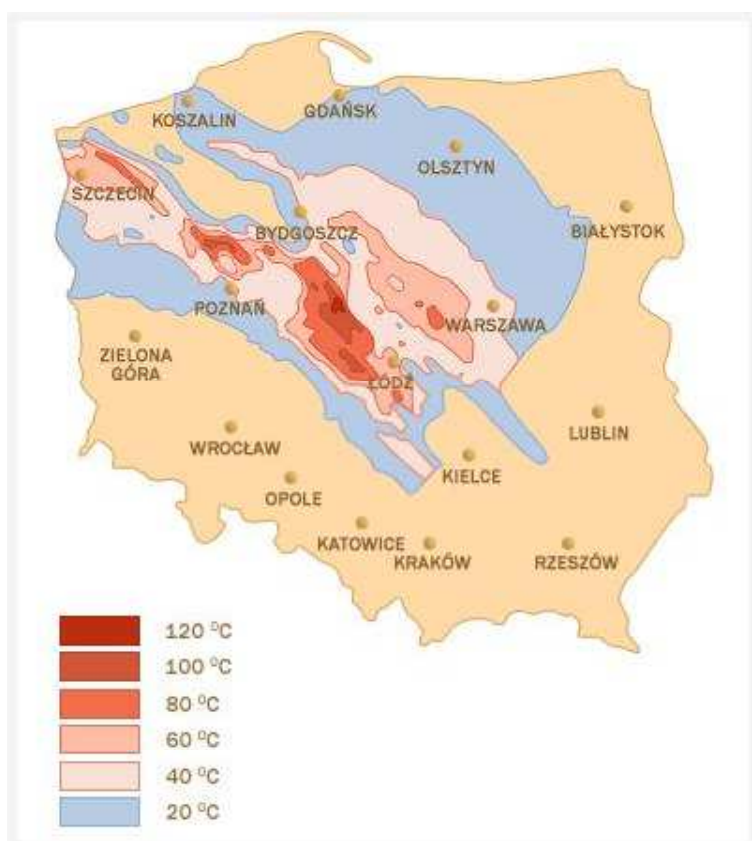 KOSZALIN
GDAŃSK
OLSZTYN
SZCZECIN
BIAŁYSTOK
BYDGOSZCZ
POZNAŃ
WARSZAWA
ZIELONA
GÓRA
ŁÓDŹ
LUBLIN
WROCŁAW
KIELCE
OPOLE
KATOWICE
KRAKÓW
RZESZÓW
120 °C
100 °C
80 °C
60 °C
40 °C
20 °C